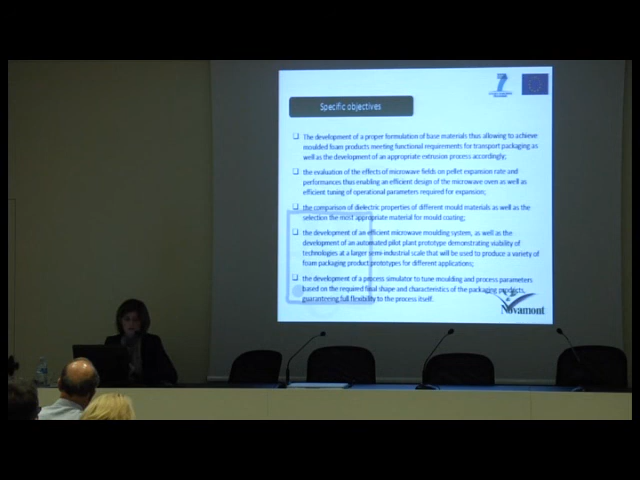 7
Specific objectives
❑ The development of a proper formulation of base materials thus allowing to achieve
moulded foam products meeting functional requirements for transport packaging as
well as the development of an appropriate extrusion process accordingly;
❑ the evaluation of the effects of microwave fields on pellet expansion rate and
performances thus enabling an efficient design of the microwave oven as well as
efficient tuning of operational parameters required for expansion;
❑ the comparison of dielectric properties of different mould materials as well as the
selection the most appropriate material for mould coating;
❑ the development of an efficient microwave moulding system, as well as the
development of an automated pilot plant prototype demonstrating viability of
technologies at a larger semi-industrial scale that will be used to produce a variety of
foam packaging product prototypes for different applications;
❑ the development of a process simulator to tune moulding and process parameters
based on the required final shape and characteristics of the packaging products,
guaranteeing full flexibility to the process itself.
Novamont